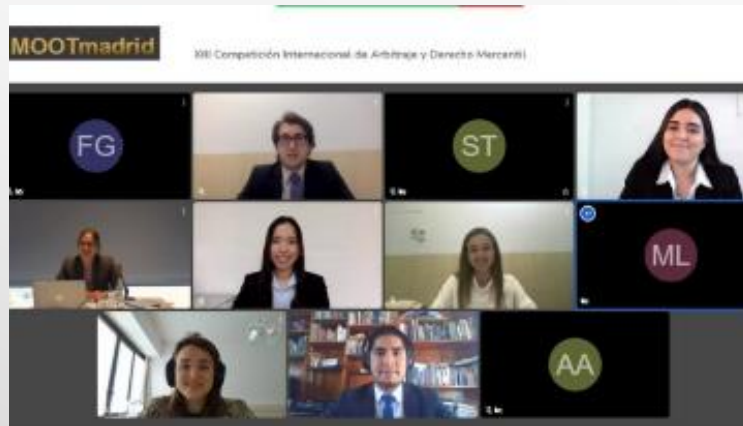 MOOTmadrid
XIII Competición Internacional de Arbitraje y Derecho Mercantil
FG
ST
ML
AA